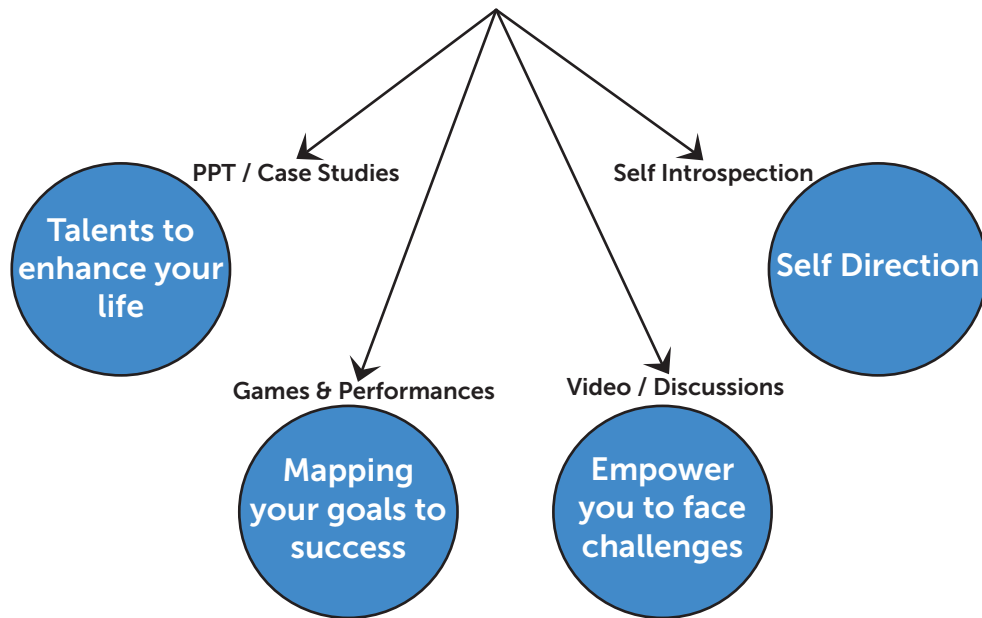 PPT / Case Studies
Talents to
enhance your
life
Self Introspection
Self Direction
Games & Performances
Mapping
your goals to
success
Video / Discussions
Empower
you to face
challenges